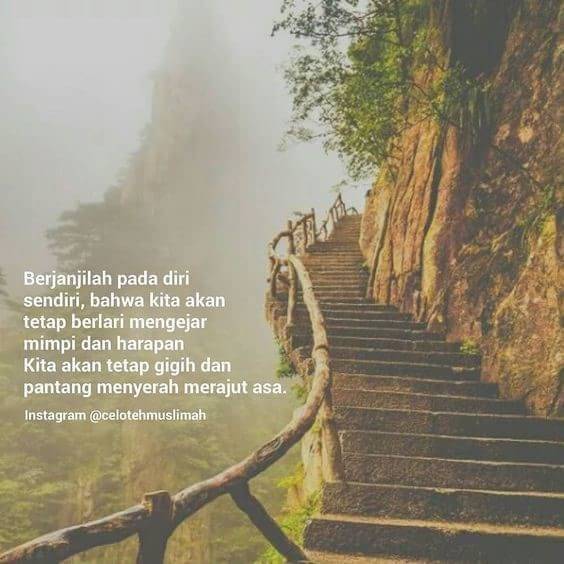 Berjanjilah pada diri
sendiri, bahwa kita akan
tetap berlari mengejar
mimpi dan harapan
Kita akan tetap gigih dan
pantang menyerah merajut asa.
Instagram @celotehmuslimah